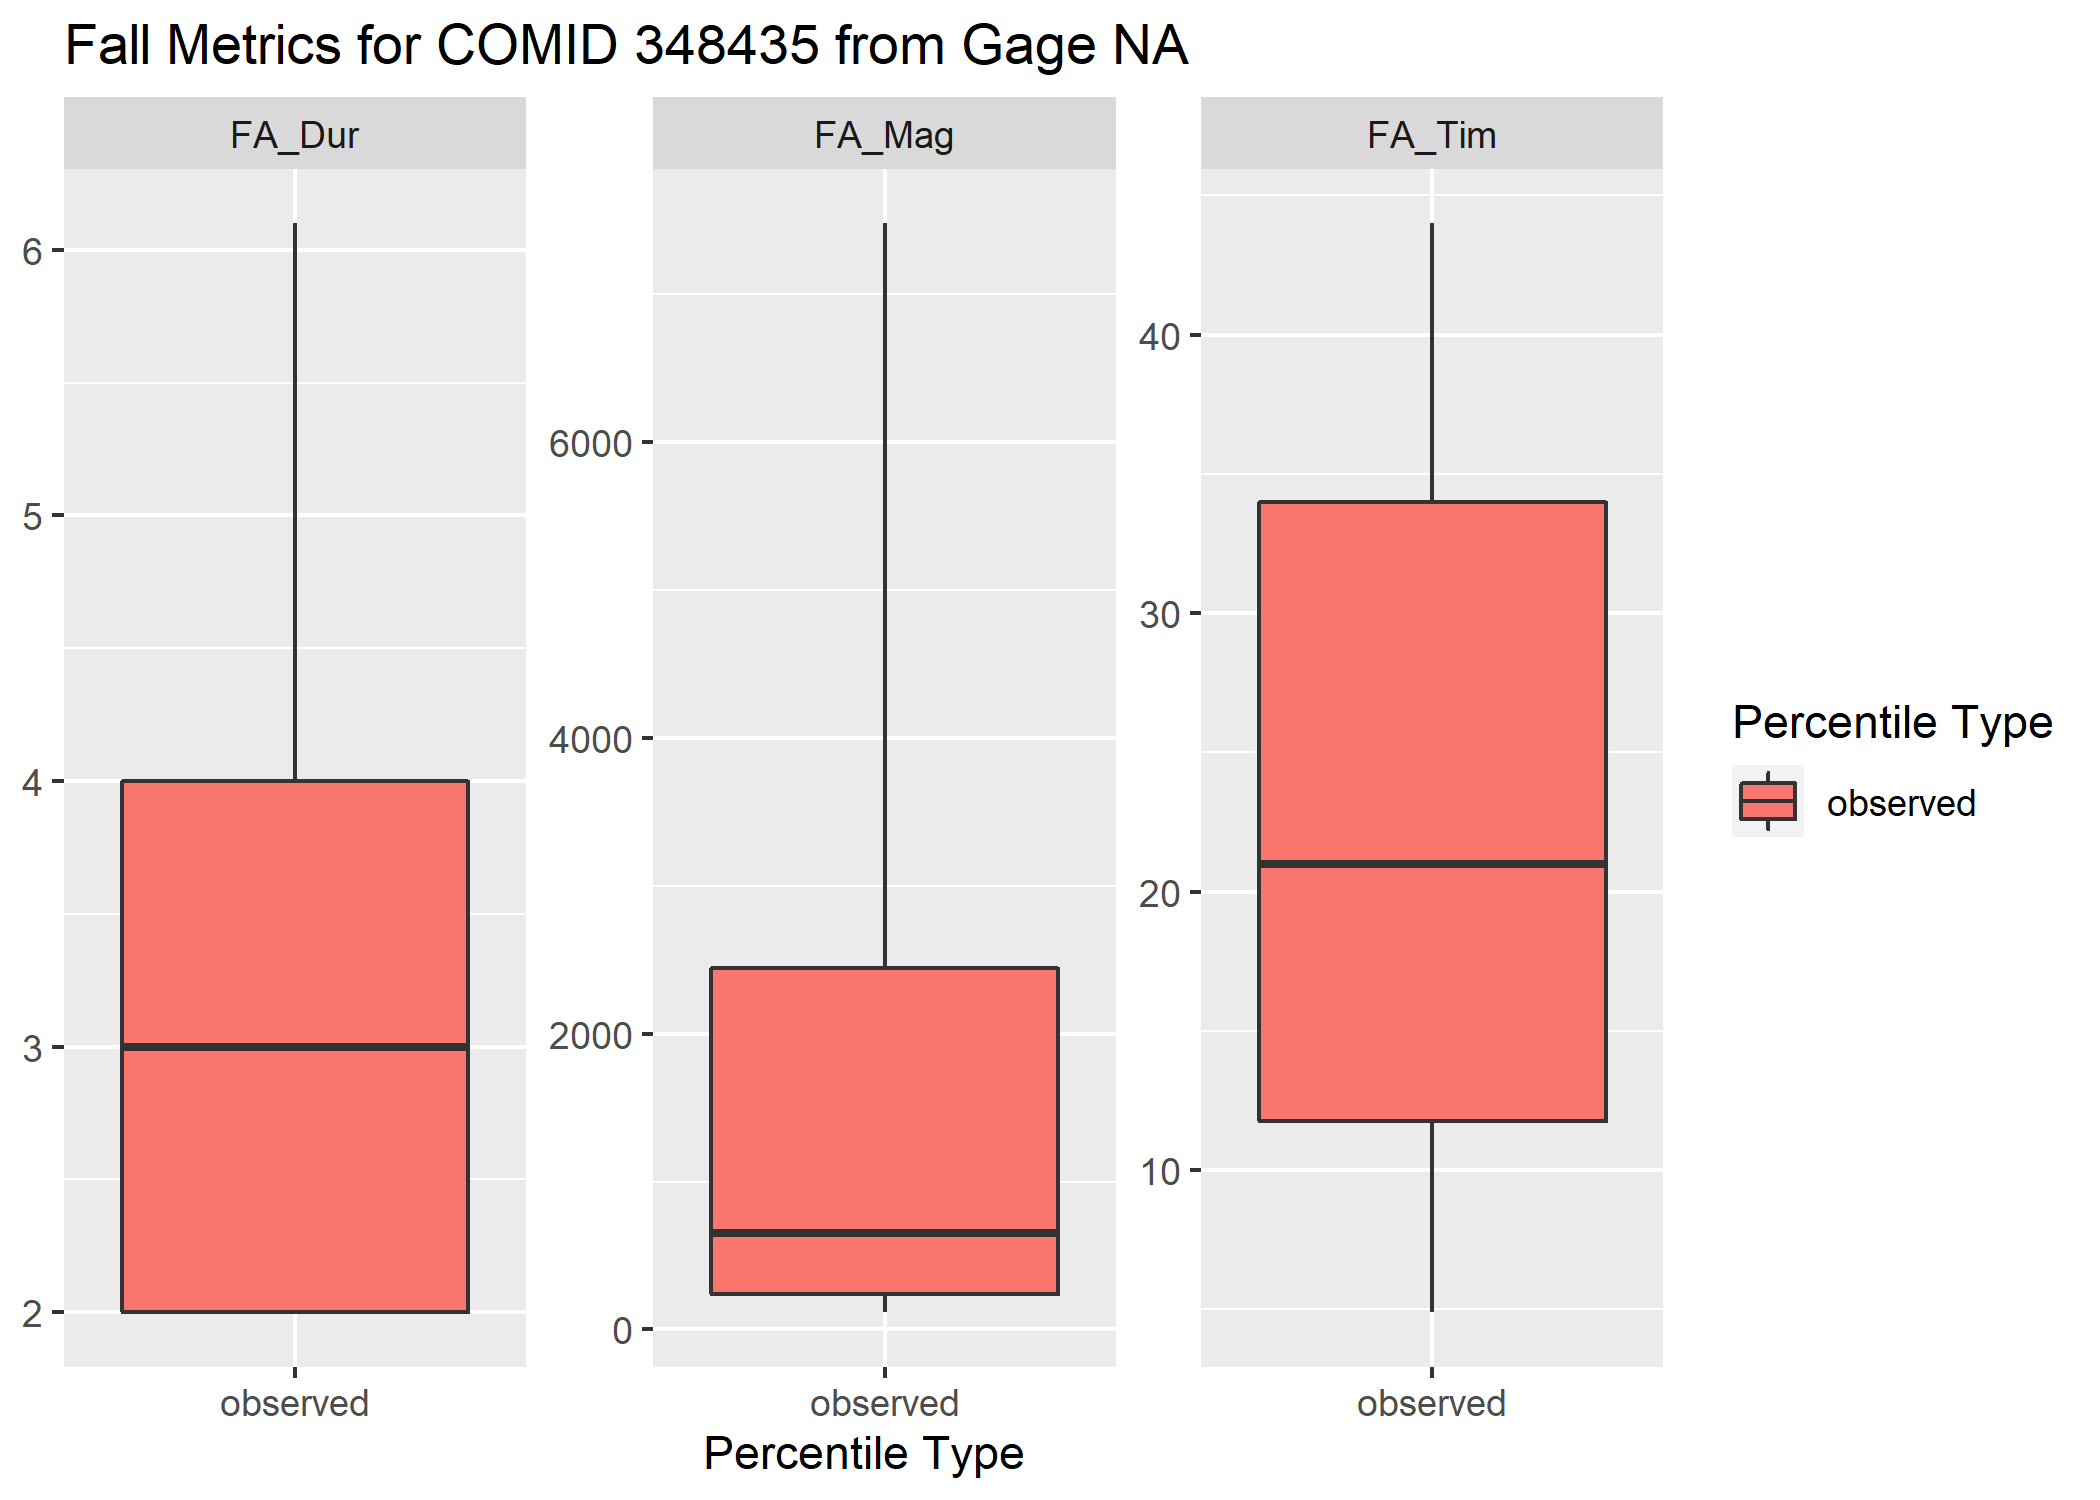 Fall Metrics for COMID 348435 from Gage NA
FA_Dur
FA_Mag
FA_Tim
6
5
4
3
2
6000
4000
2000
0
40
30
20
10
observed
observed
observed
Percentile Type
Percentile Type
observed